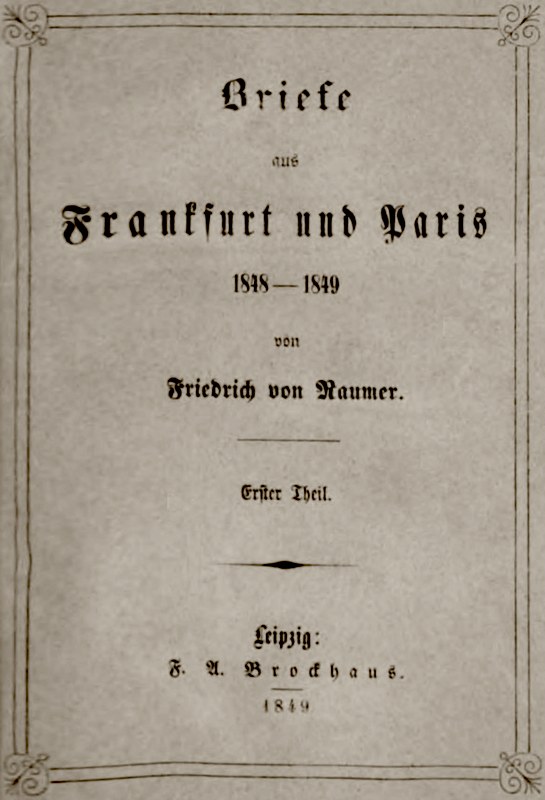 Briefe
aus
Frankfurt und Paris
1848—1849
von
Friedrich von Raumer.
Erster Theil.
Leipzig:
F. A. Brockhaus.
1849